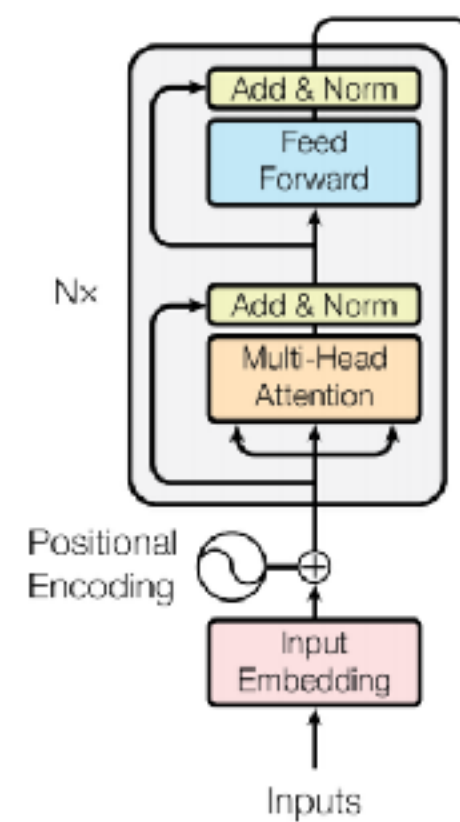 Add & Norm
Feed
Forward
Nx
Add & Norm
Multi-Head
Attention
Positional
Encoding
Input
Embedding
Inputs